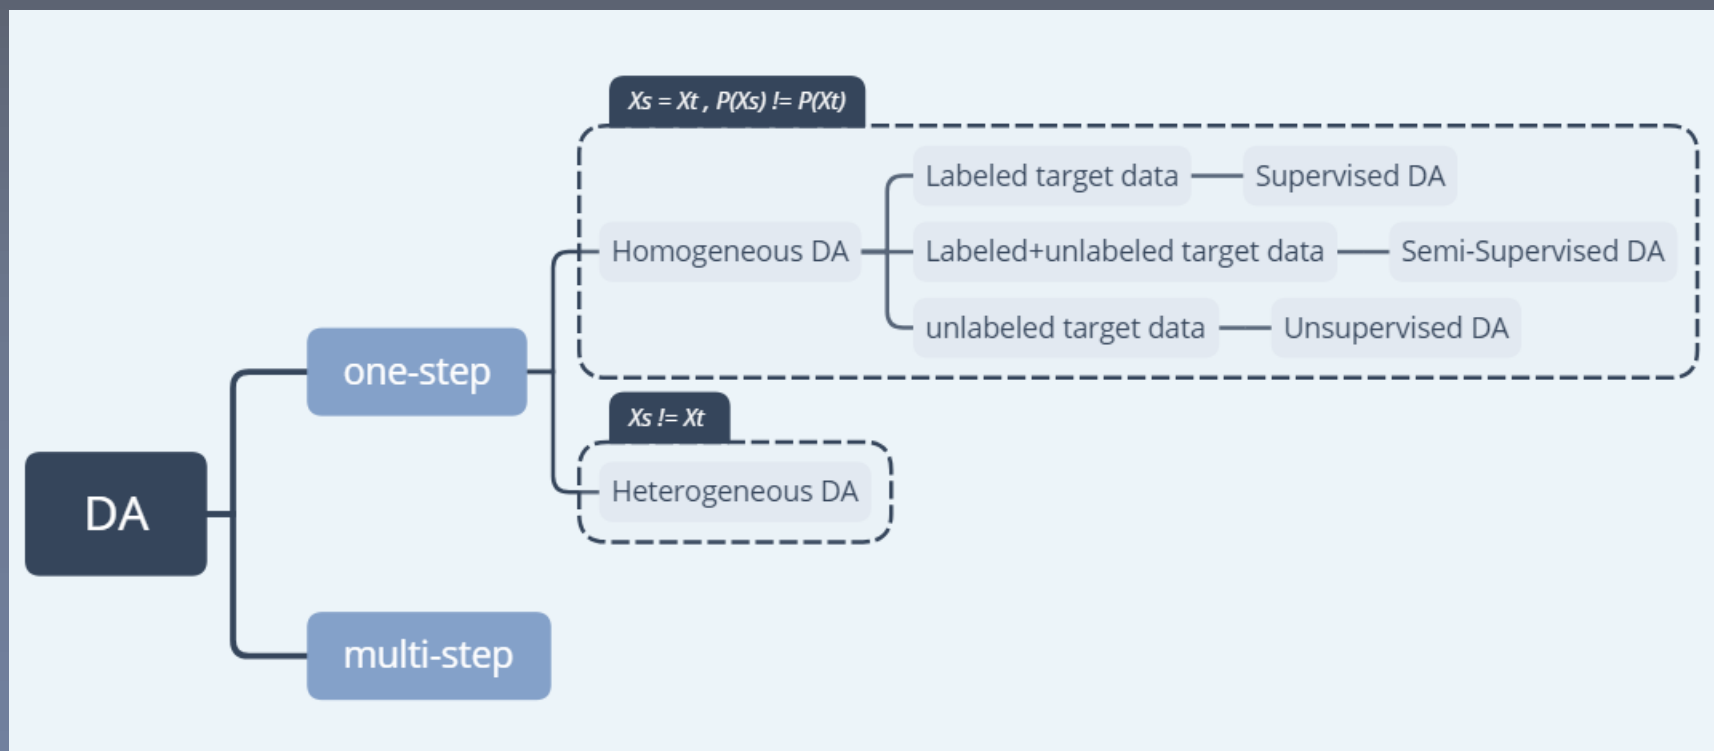 Xs = Xt , P(Xs) != P(Xt)
Labeled target data
Supervised DA
Homogeneous DA
Labeled+unlabeled target data
Semi-Supervised DA
unlabeled target data
Unsupervised DA
one-step
Xs != Xt
Heterogeneous DA
DA
multi-step